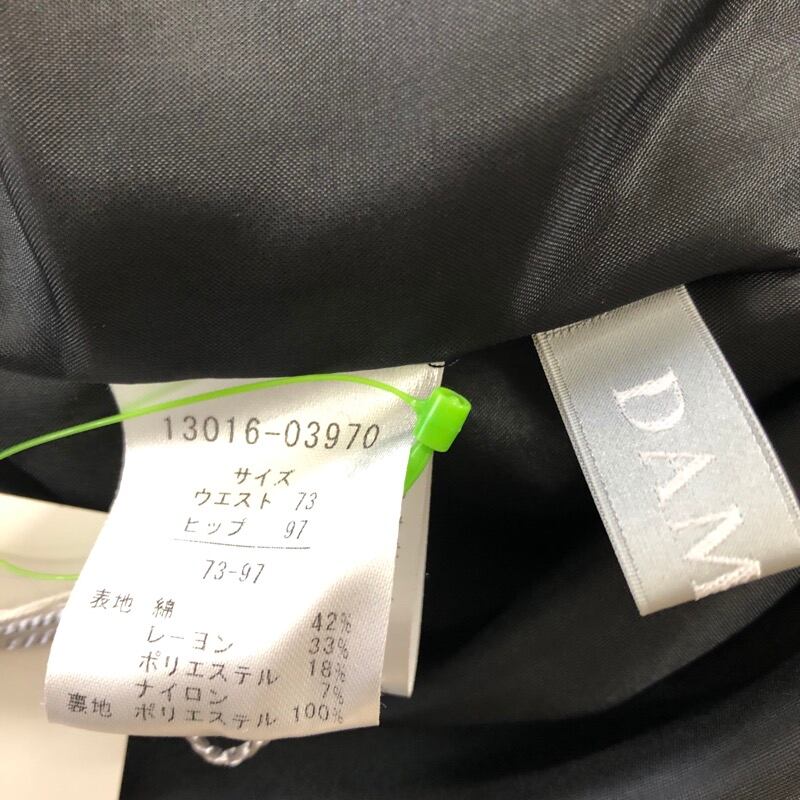 13016-03970
サイズ
ウエスト 73
ヒップ 97
73-97
表地 綿 42%
レーヨン 33%
ポリエステル 18%
ナイロン 7%
裏地 ポリエステル 100%
DAM